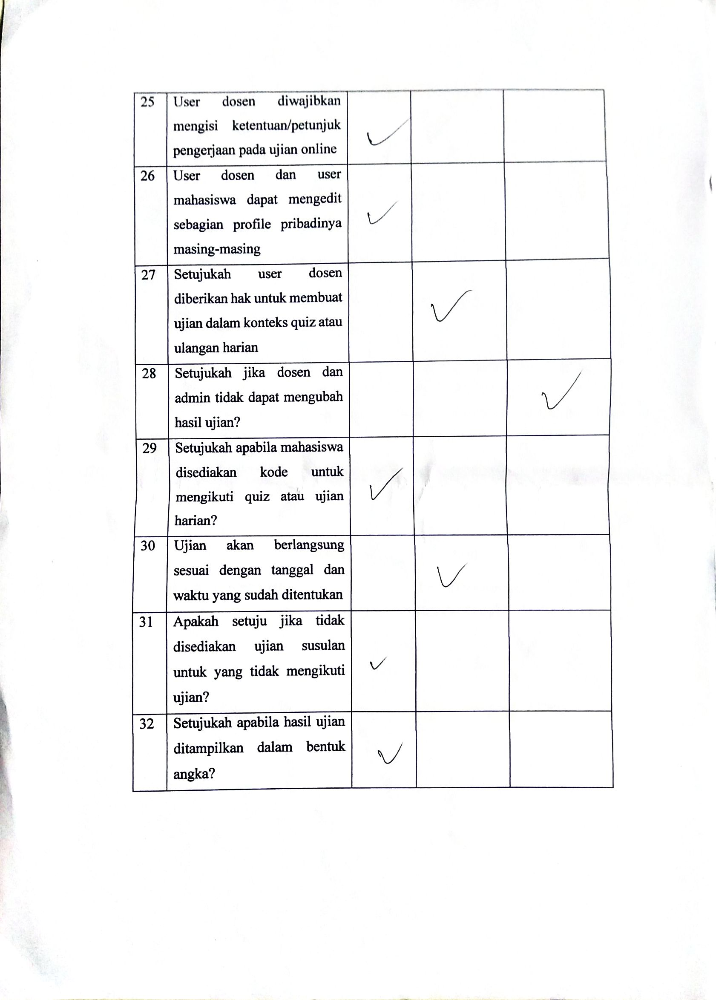 25 User dosen diwajibkan
mengisi ketentuan/petunjuk
pengerjaan pada ujian online
26 User dosen dan user
mahasiswa dapat mengedit
sebagian profile pribadinya
masing-masing
27 Setujukah user dosen
diberikan hak untuk membuat
ujian dalam konteks quiz atau
ulangan harian
28 Setujukah jika dosen dan
admin tidak dapat mengubah
hasil ujian?
29 Setujukah apabila mahasiswa
disediakan kode untuk
mengikuti quiz atau ujian
harian?
30 Ujian akan berlangsung
sesuai dengan tanggal dan
waktu yang sudah ditentukan
31 Apakah setuju jika tidak
disediakan ujian susulan
untuk yang tidak mengikuti
ujian?
32 Setujukah apabila hasil ujian
ditampilkan dalam bentuk
angka?